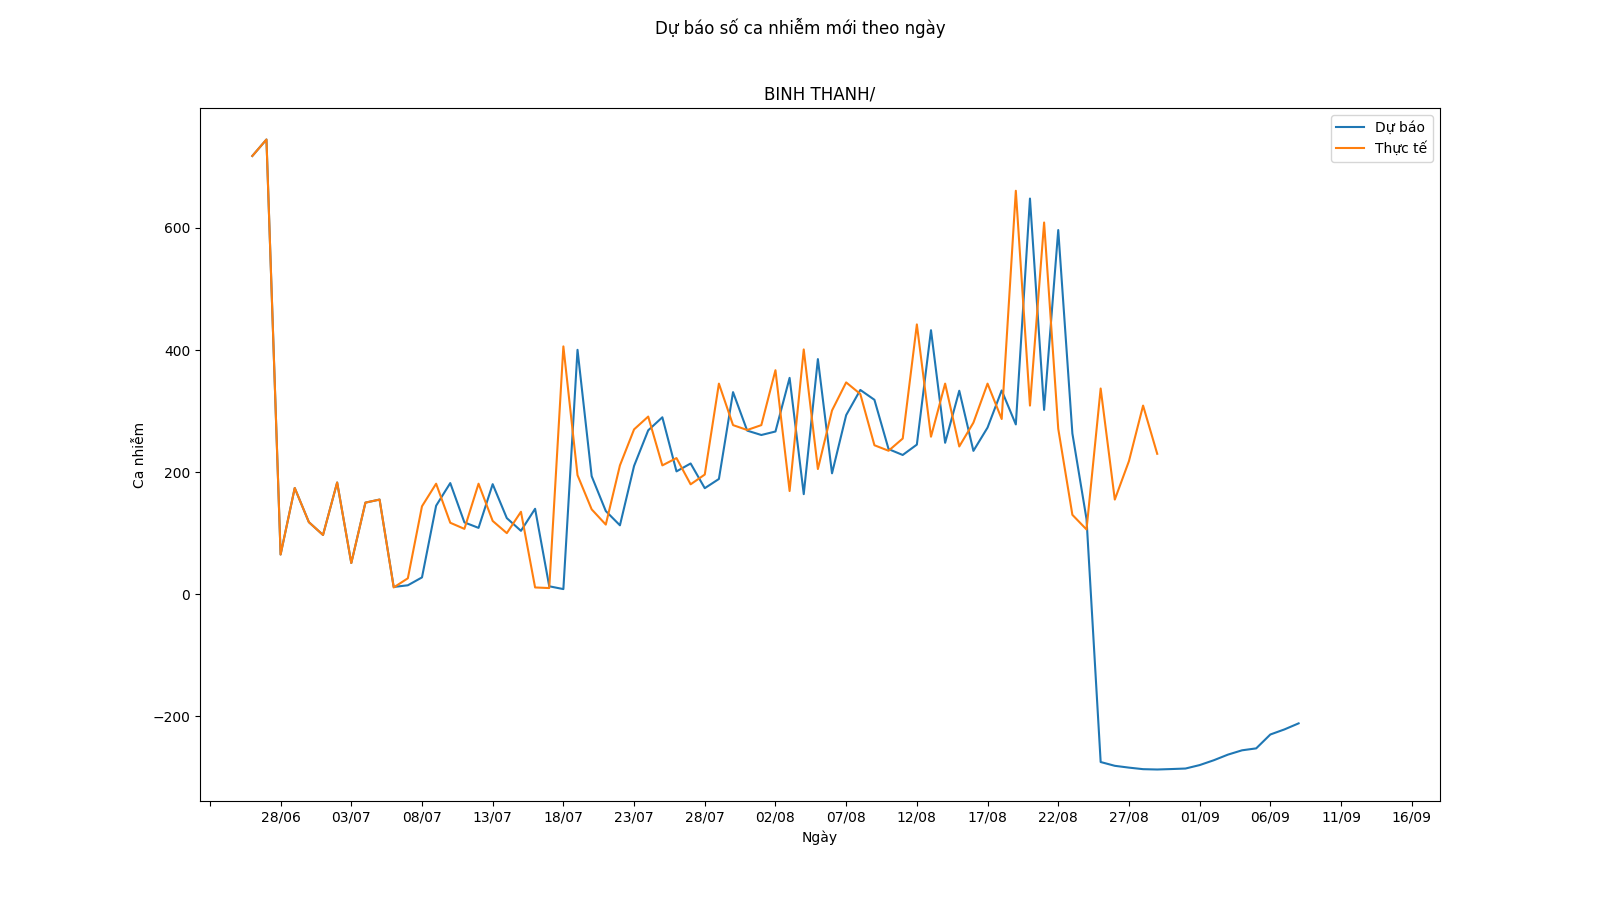 Dự báo số ca nhiễm mới theo ngày
BINH THANH/
Dự báo
Thực tế
600
400
200
0
−200
Ca nhiễm
28/06 03/07 08/07 13/07 18/07 23/07 28/07 02/08 07/08 12/08 17/08 22/08 27/08 01/09 06/09 11/09 16/09
Ngày